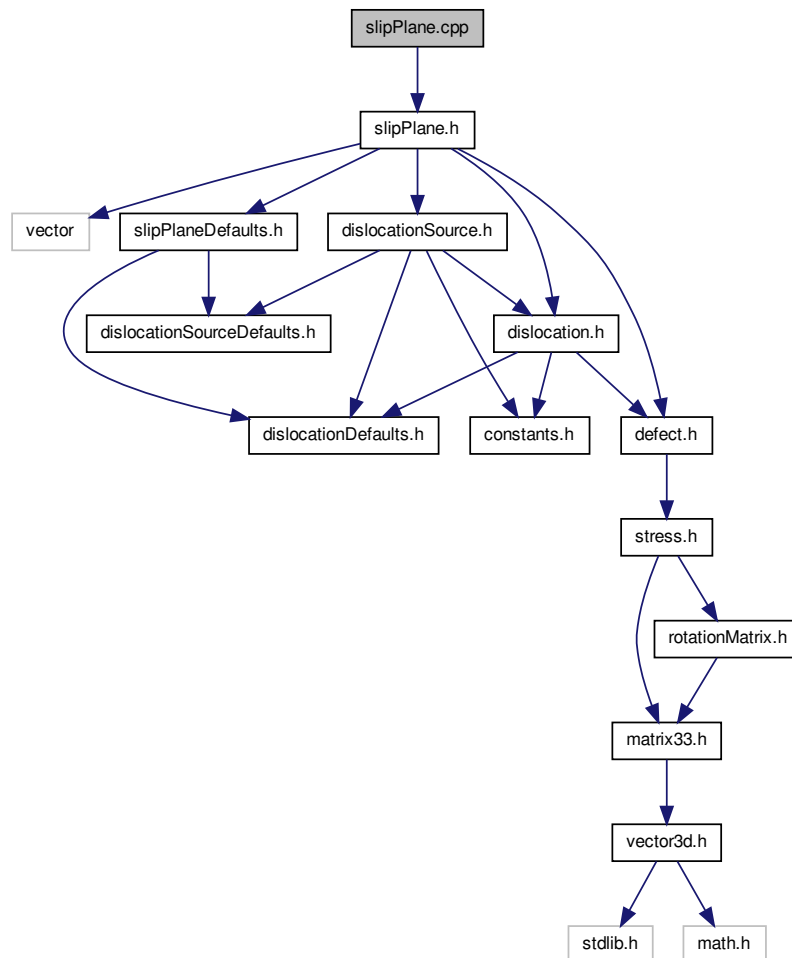 slipPlane.cpp
slipPlane.h
vector
slipPlaneDefaults.h
dislocationSource.h
dislocationSourceDefaults.h
dislocation.h
dislocationDefaults.h
constants.h
defect.h
stress.h
rotationMatrix.h
matrix33.h
vector3d.h
stdlib.h
math.h